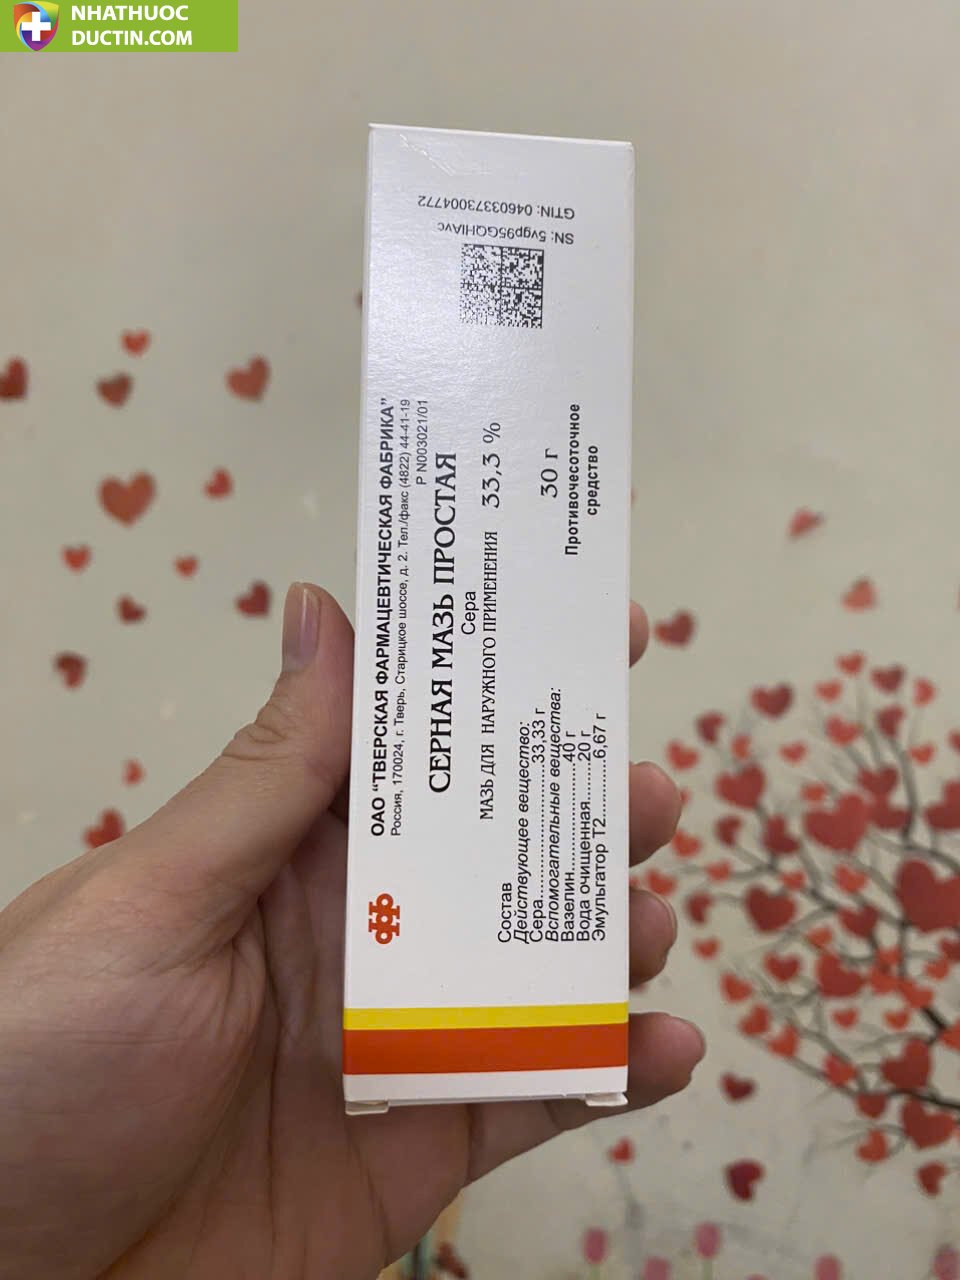 NHATHUOC
DUCTIN.COM
GTIN: 04603373004772
SN: 5vgp95GQHIAvc
ОАО “ТВЕРСКАЯ ФАРМАЦЕВТИЧЕСКАЯ ФАБРИКА”
Россия, 170024, г. Тверь, Старицкое шоссе, д. 2. Тел./факс (4822) 44-41-19
Р N003021/01
СЕРНАЯ МАЗЬ ПРОСТАЯ
Сера
МАЗЬ ДЛЯ НАРУЖНОГО ПРИМЕНЕНИЯ 33,3 %
Состав
Действующее вещество:
Сера..........................33,33 г
Вспомогательные вещества:
Вазелин......................40 г
Вода очищенная........20 г
Эмульгатор Т2............6,67 г
30 г
Противочесоточное
средство